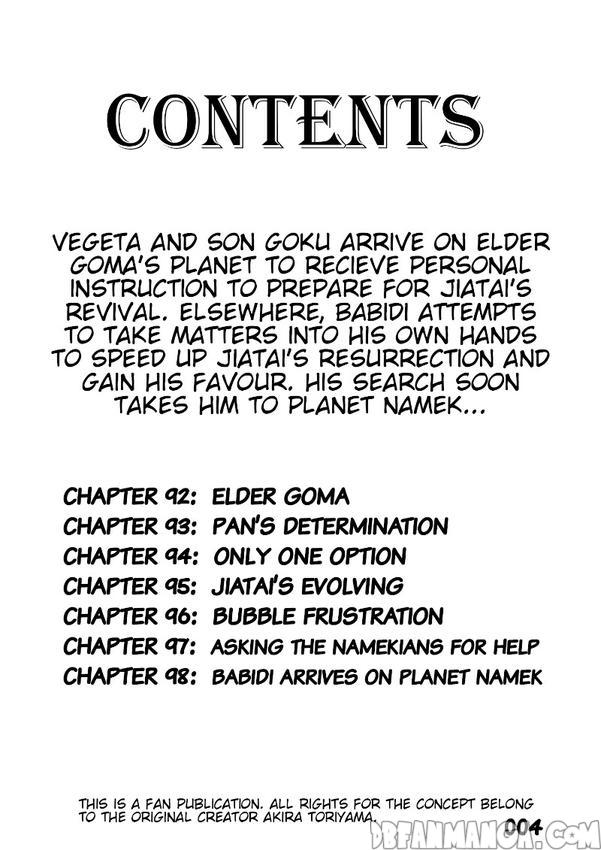 CONTENTS
VEGETA AND SON GOKU ARRIVE ON ELDER
GOMA'S PLANET TO RECIEVE PERSONAL
INSTRUCTION TO PREPARE FOR JIATAI'S
REVIVAL. ELSEWHERE, BABIDI ATTEMPTS
TO TAKE MATTERS INTO HIS OWN HANDS
TO SPEED UP JIATAI'S RESURRECTION AND
GAIN HIS FAVOUR. HIS SEARCH SOON
TAKES HIM TO PLANET NAMEK...
CHAPTER 92: ELDER GOMA
CHAPTER 93: PAN'S DETERMINATION
CHAPTER 94: ONLY ONE OPTION
CHAPTER 95: JIATAI'S EVOLVING
CHAPTER 96: BUBBLE FRUSTRATION
CHAPTER 97: ASKING THE NAMEKIANS FOR HELP
CHAPTER 98: BABIDI ARRIVES ON PLANET NAMEK
THIS IS A FAN PUBLICATION. ALL RIGHTS FOR THE CONCEPT BELONG
TO THE ORIGINAL CREATOR AKIRA TORIYAMA.
004
DBFANMANGA.COM